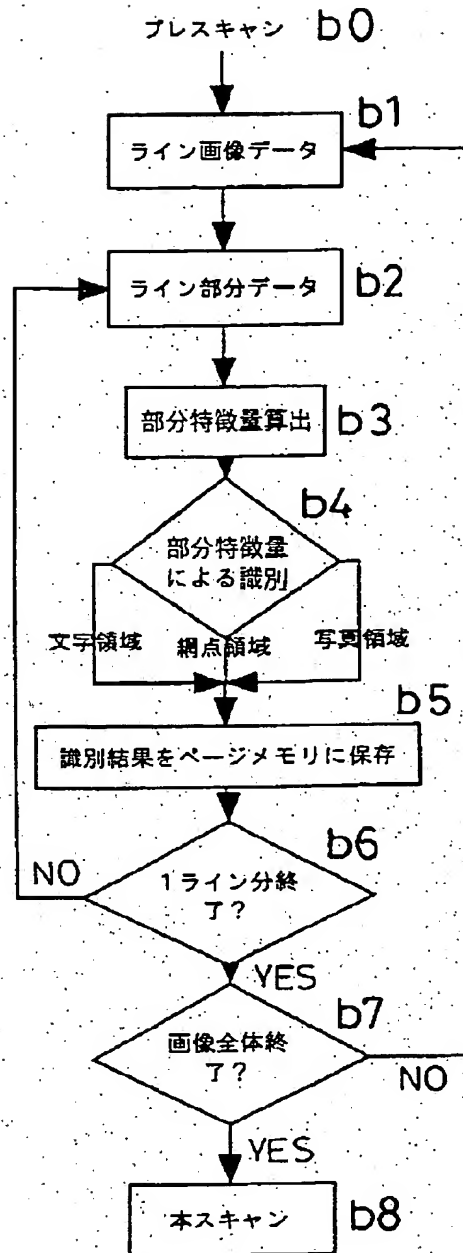 プレスキャン b0
b1
ライン画像データ
ライン部分データ b2
部分特徴量算出 b3
b4
部分特徴量
による識別
文字領域 網点領域 写真領域
b5
識別結果をページメモリに保存
b6
1ライン分終
了?
NO
YES
b7
画像全体終
了?
NO
YES
本スキャン b8